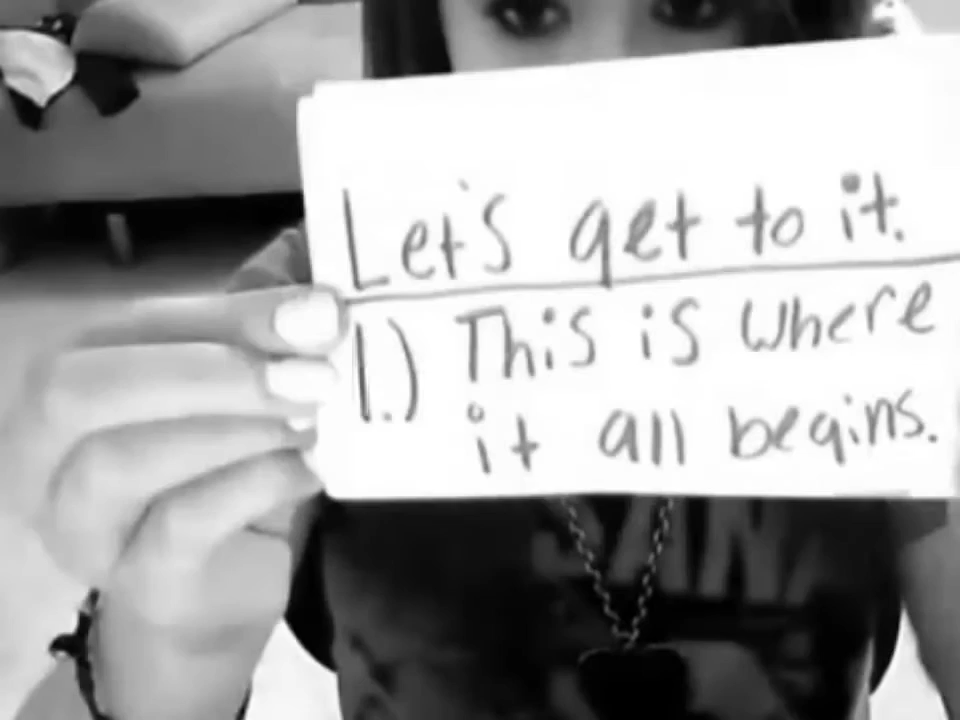 Let's get to it.
1.) This is where
it all begins.